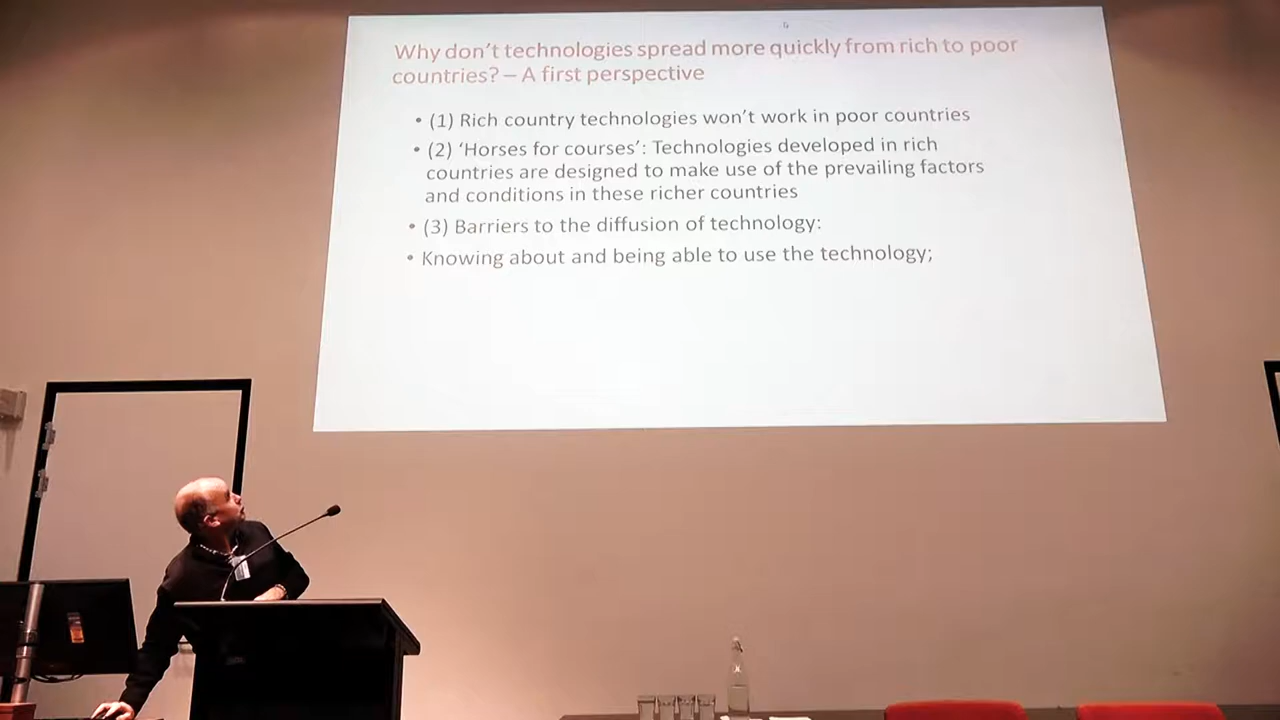 Why don't technologies spread more quickly from rich to poor
countries? – A first perspective
• (1) Rich country technologies won't work in poor countries
• (2) 'Horses for courses': Technologies developed in rich
countries are designed to make use of the prevailing factors
and conditions in these richer countries
• (3) Barriers to the diffusion of technology:
• Knowing about and being able to use the technology;